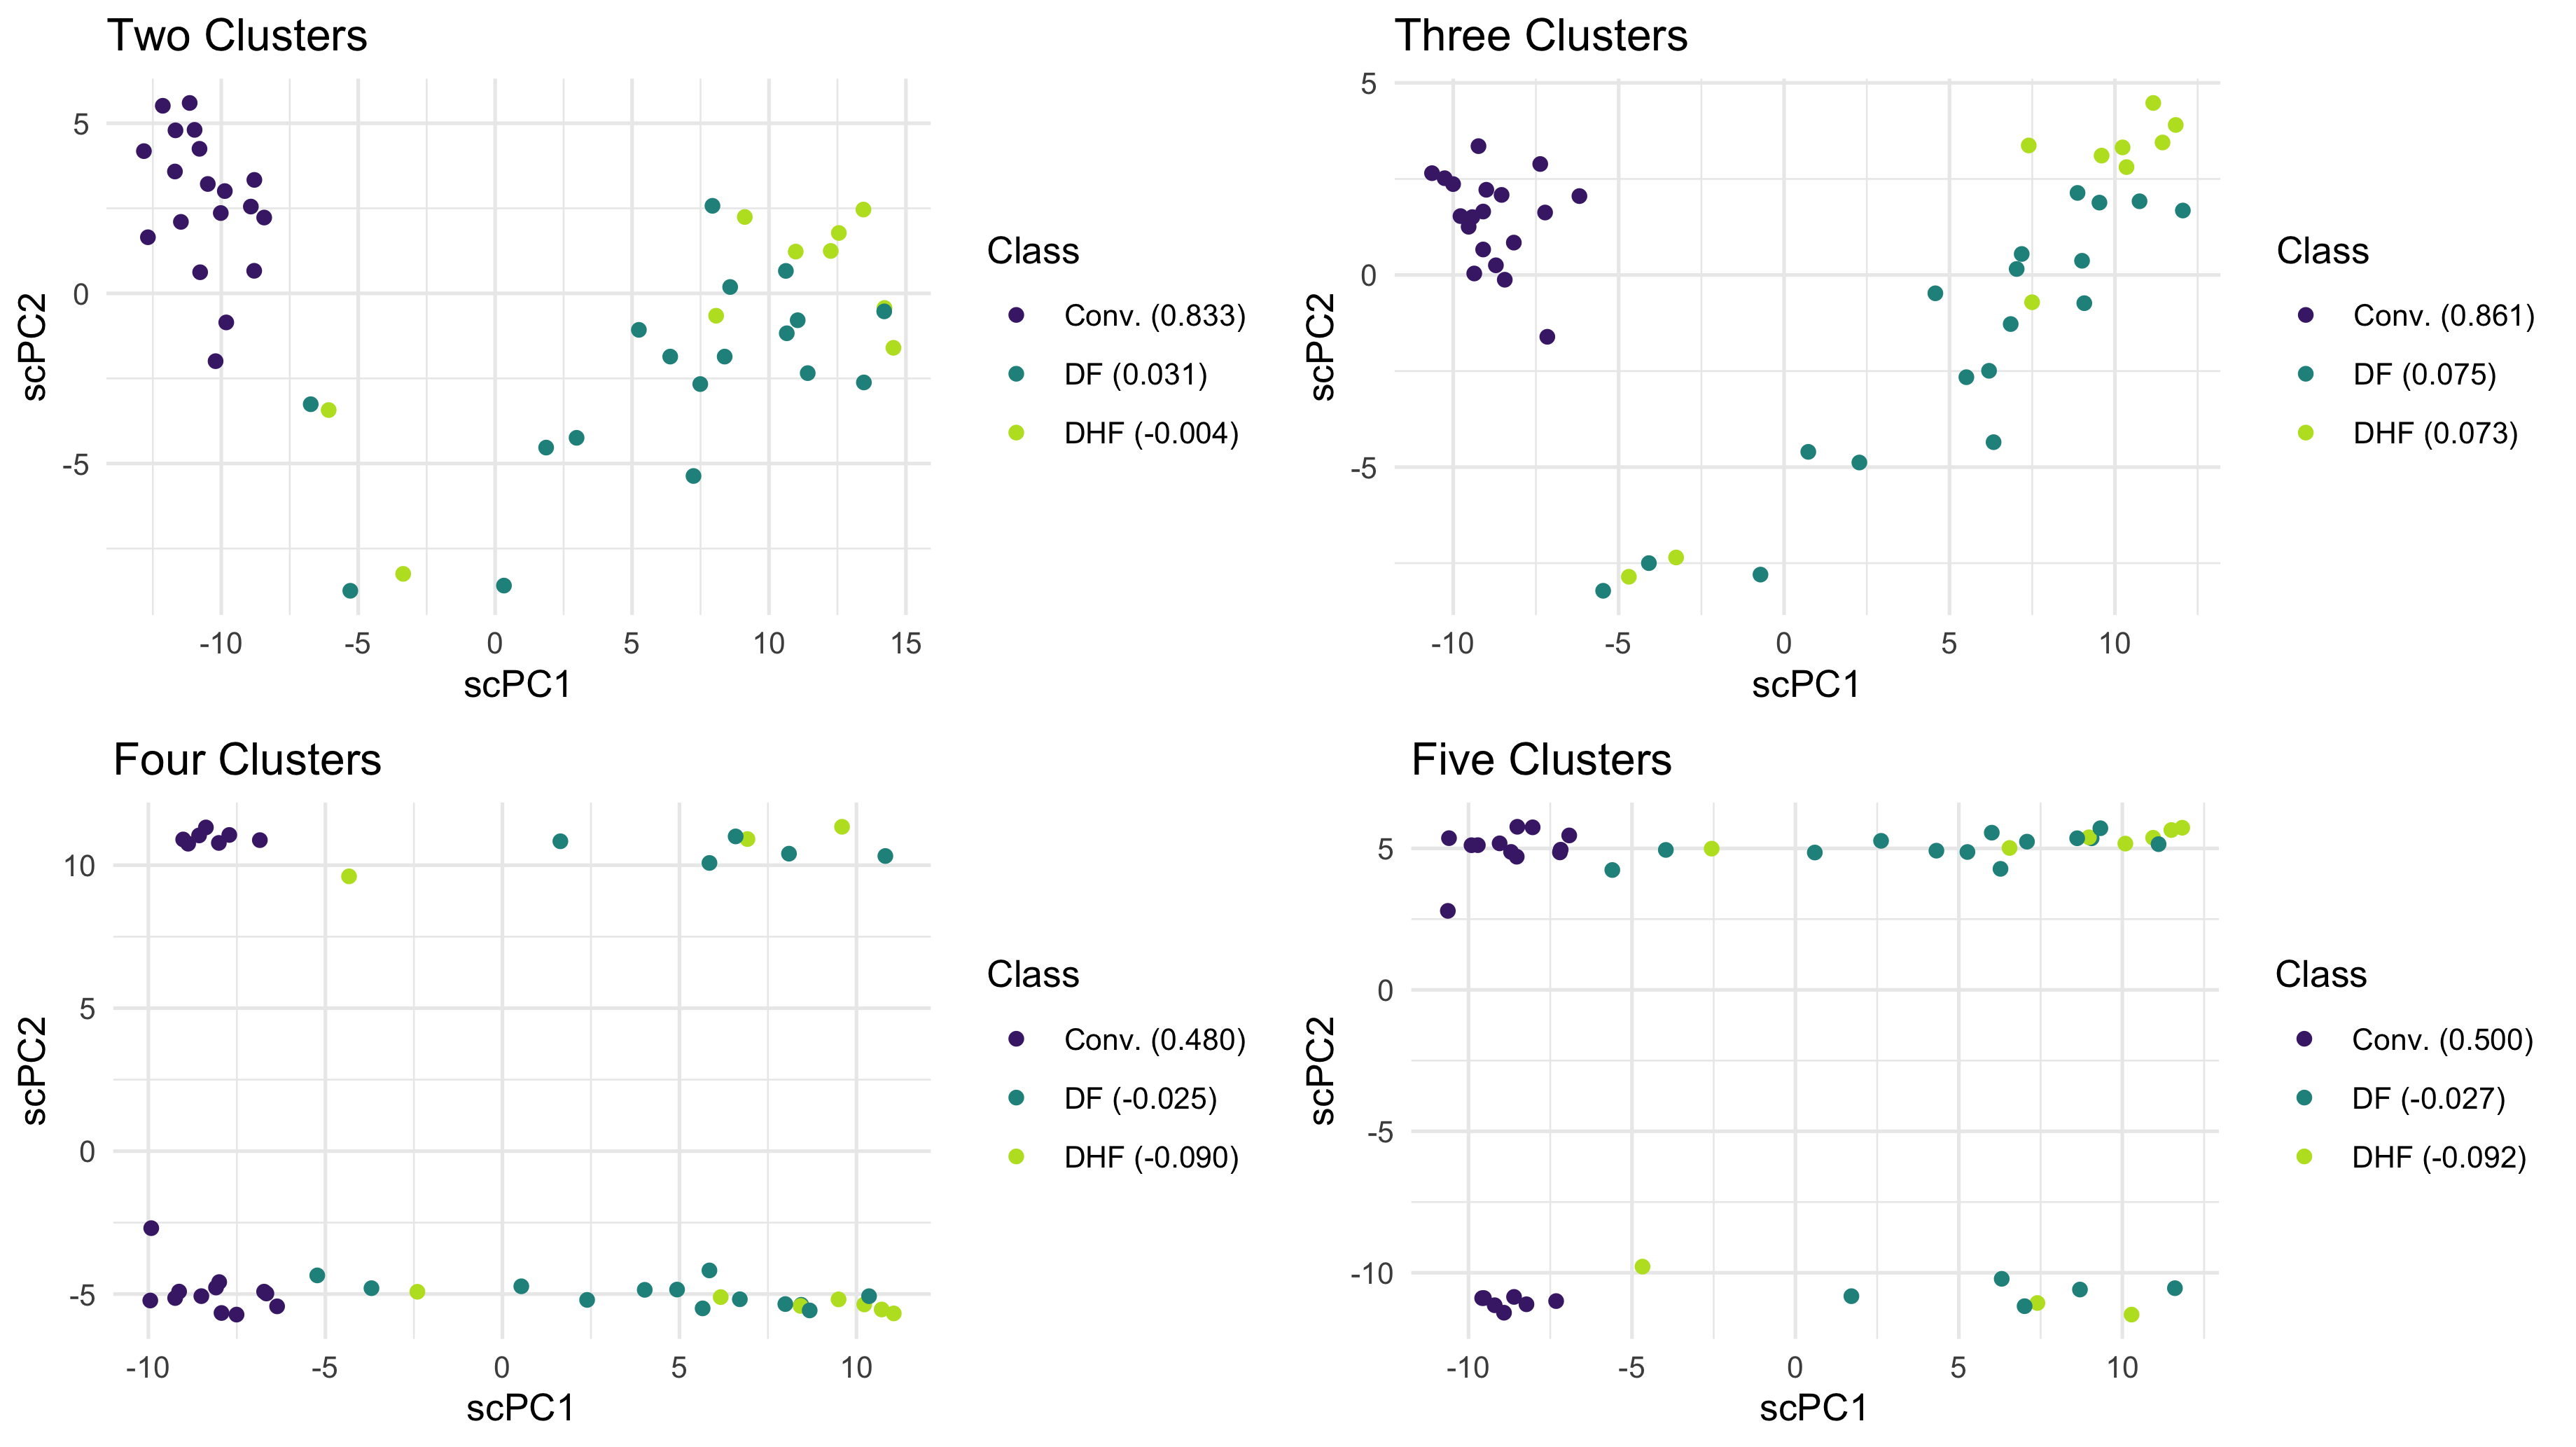 Two Clusters
5
0
-5
-10
-5
0
5
10
15
scPC1
scPC2
Class
Conv. (0.833)
DF (0.031)
DHF (-0.004)
Three Clusters
5
0
-5
-10
-5
0
5
10
scPC1
scPC2
Class
Conv. (0.861)
DF (0.075)
DHF (0.073)
Four Clusters
10
5
0
-5
-10
-5
0
5
10
scPC1
scPC2
Class
Conv. (0.480)
DF (-0.025)
DHF (-0.090)
Five Clusters
5
0
-5
-10
-10
-5
0
5
10
scPC1
scPC2
Class
Conv. (0.500)
DF (-0.027)
DHF (-0.092)